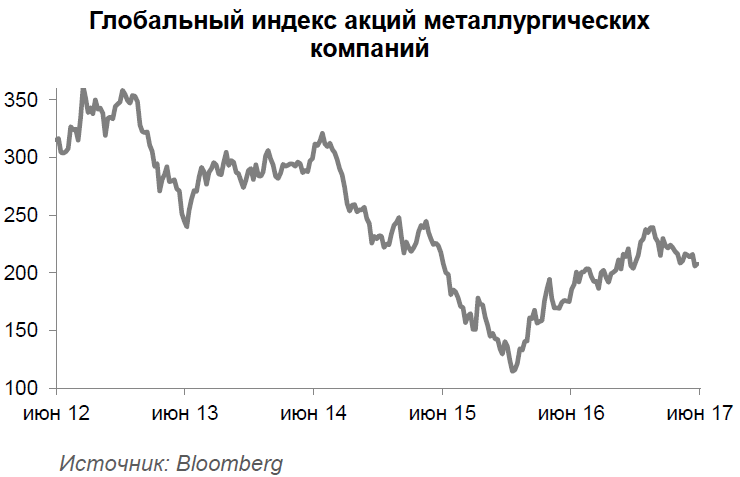 Глобальный индекс акций металлургических
компаний
350
300
250
200
150
100
июн 12 июн 13 июн 14 июн 15 июн 16 июн 17
Источник: Bloomberg